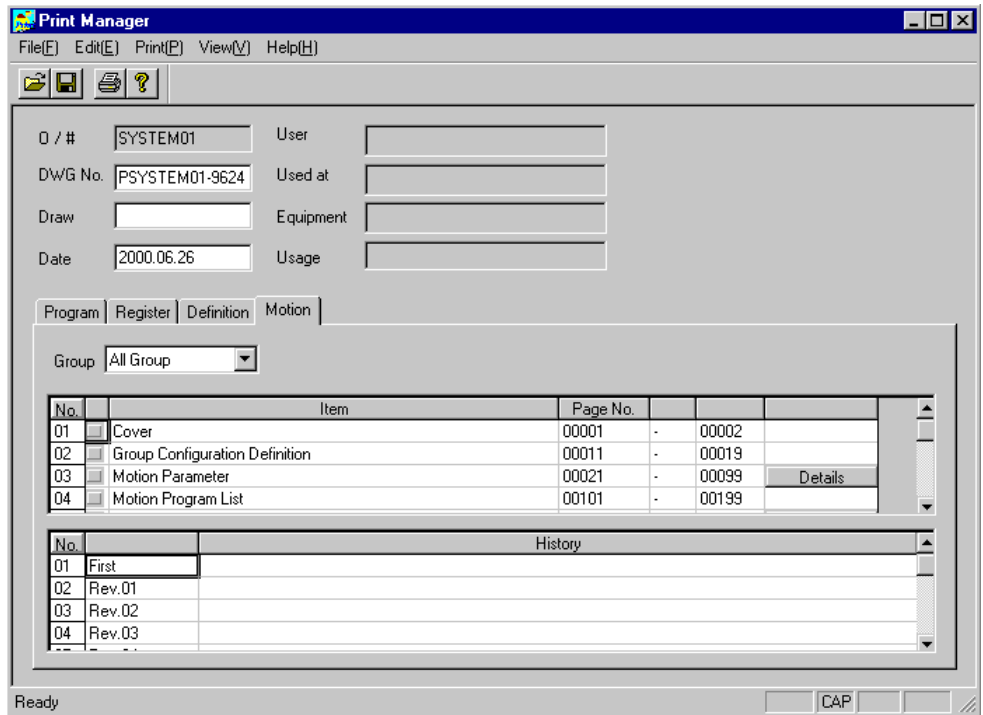 Print Manager
File(F) Edit(E) Print(P) View(V) Help(H)
O / # SYSTEM01 User
DWG No. PSYSTEM01-9624 Used at
Draw Equipment
Date 2000.06.26 Usage
Program Register Definition Motion
Group All Group
No. Item Page No.
01 Cover 00001 - 00002
02 Group Configuration Definition 00011 - 00019
03 Motion Parameter 00021 - 00099 Details
04 Motion Program List 00101 - 00199
No. History
01 First
02 Rev.01
03 Rev.02
04 Rev.03
Ready CAP